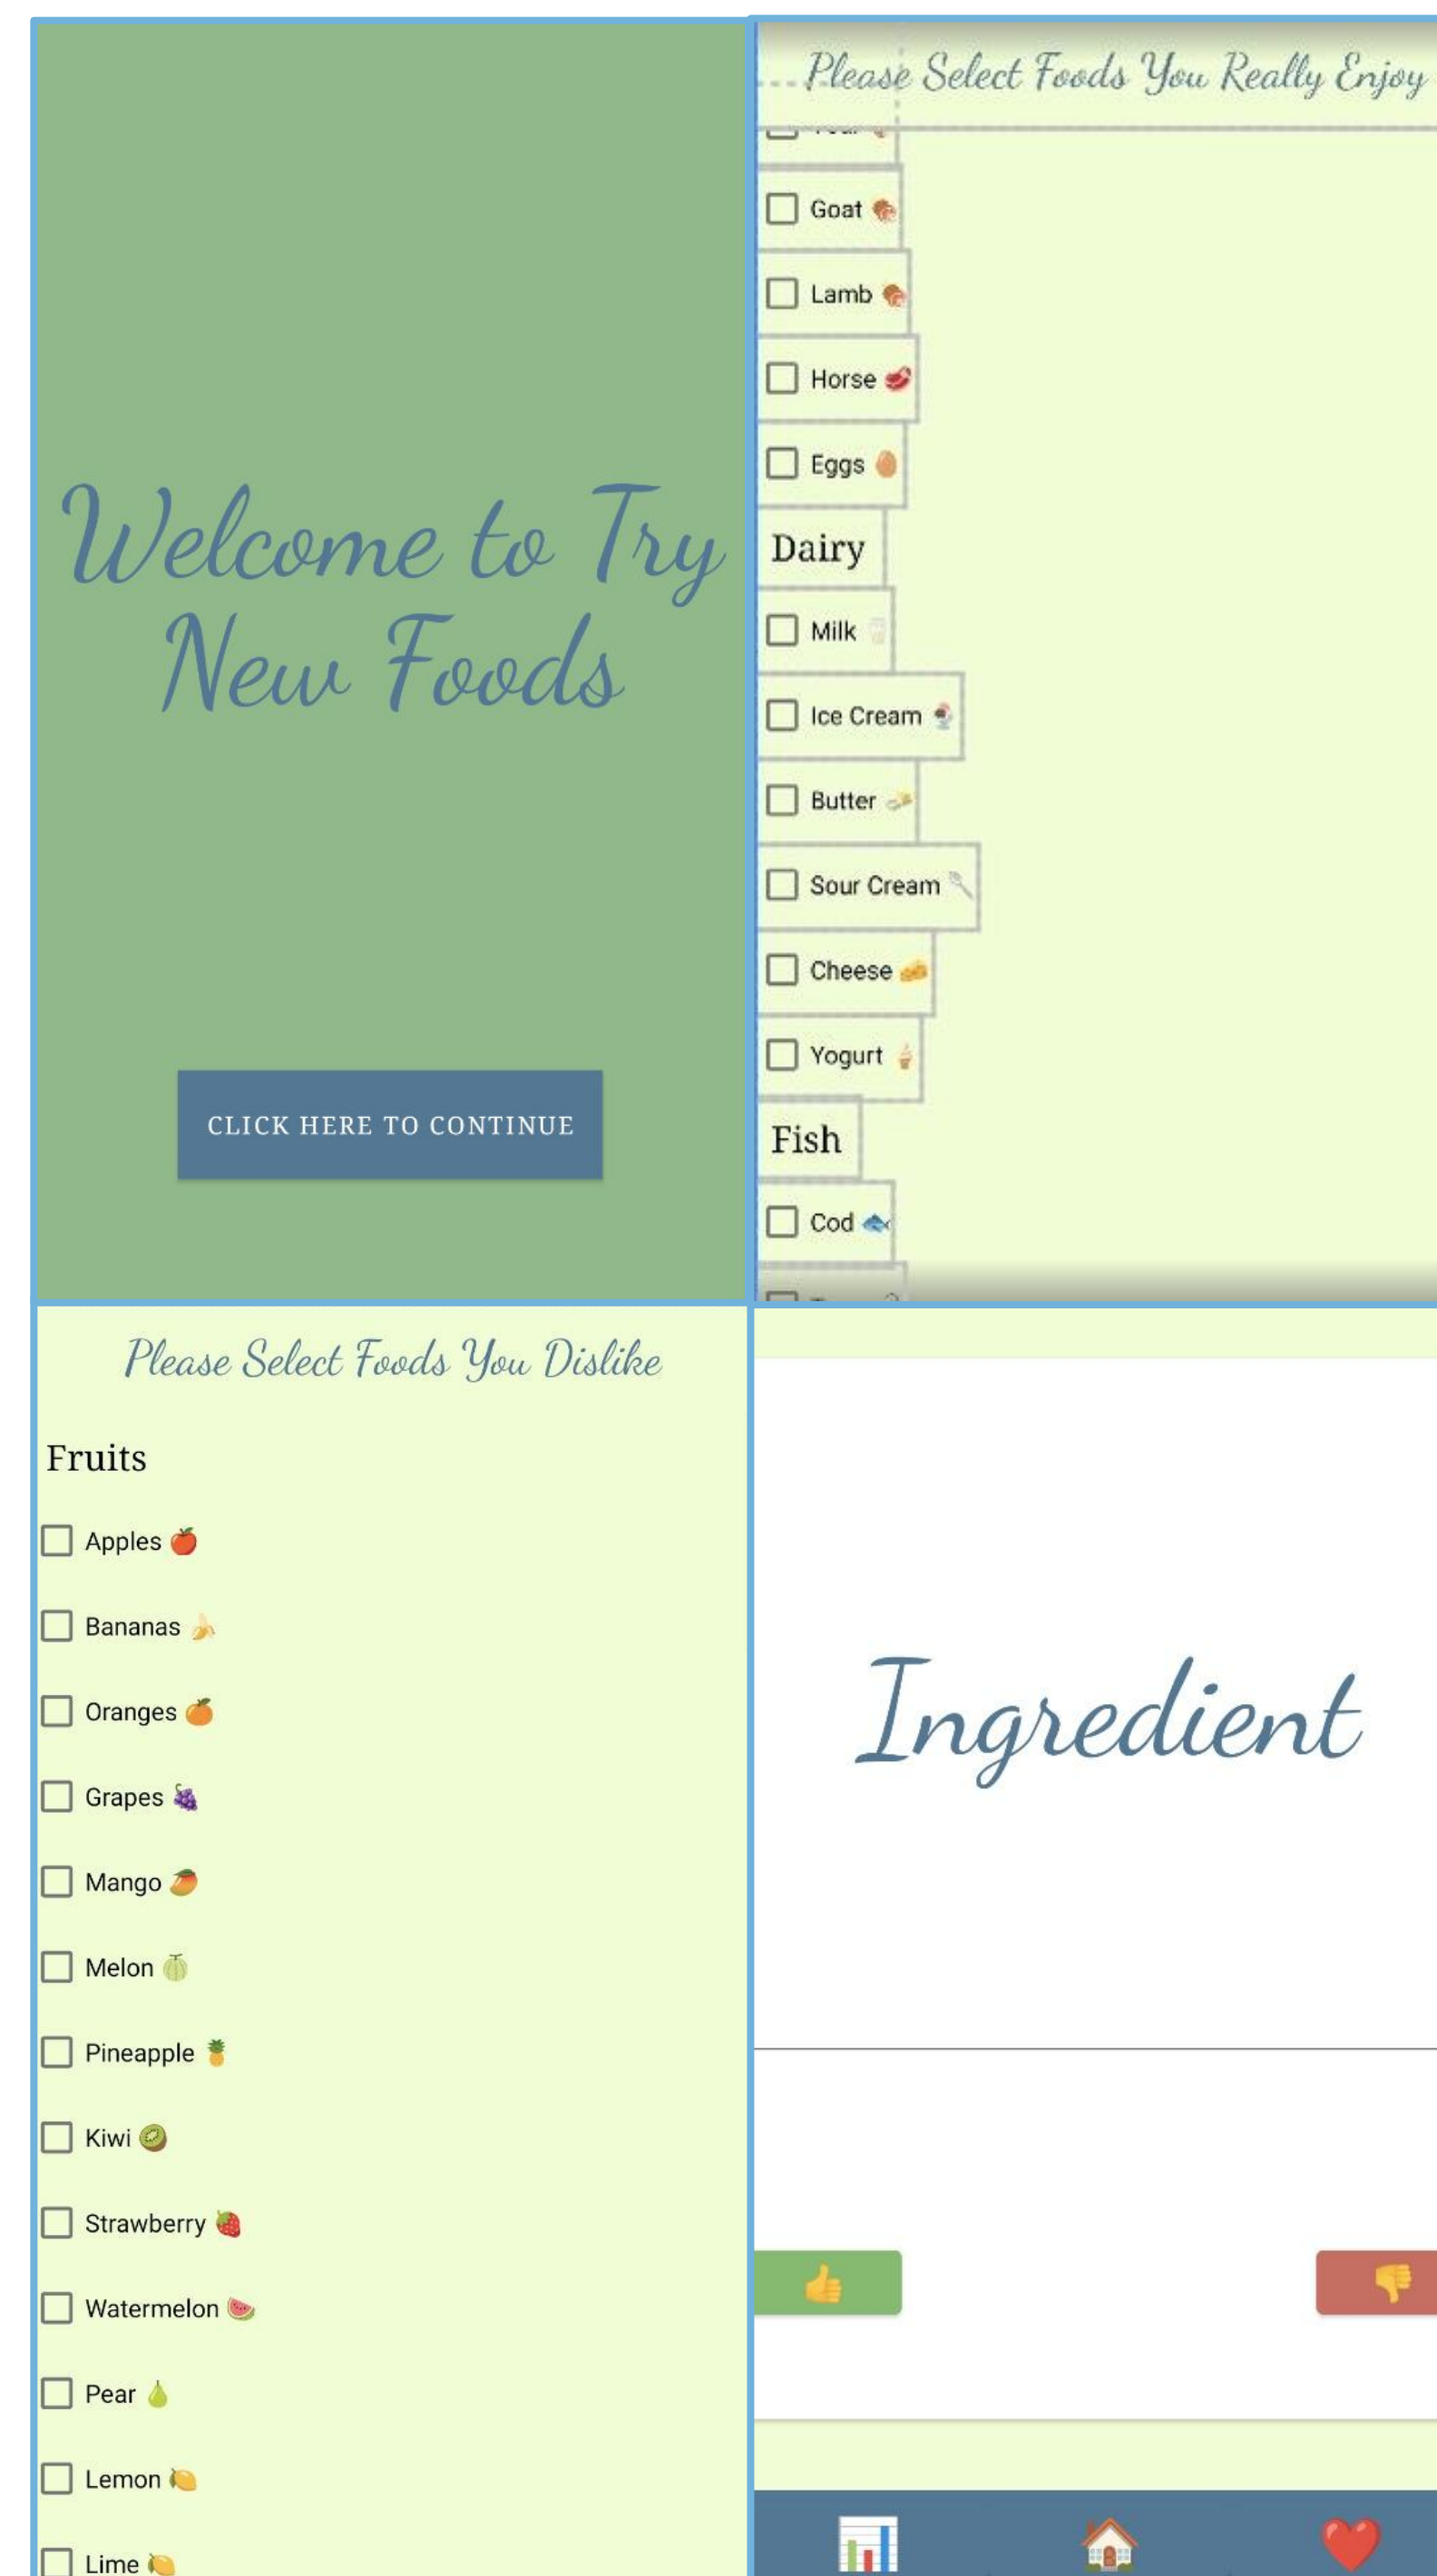 Welcome to Try
New Foods
CLICK HERE TO CONTINUE
Please Select Foods You Really Enjoy
Goat
Lamb
Horse
Eggs
Dairy
Milk
Ice Cream
Butter
Sour Cream
Cheese
Yogurt
Fish
Cod
Please Select Foods You Dislike
Fruits
Apples
Bananas
Oranges
Grapes
Mango
Melon
Pineapple
Kiwi
Strawberry
Watermelon
Pear
Lemon
Lime
Ingredient